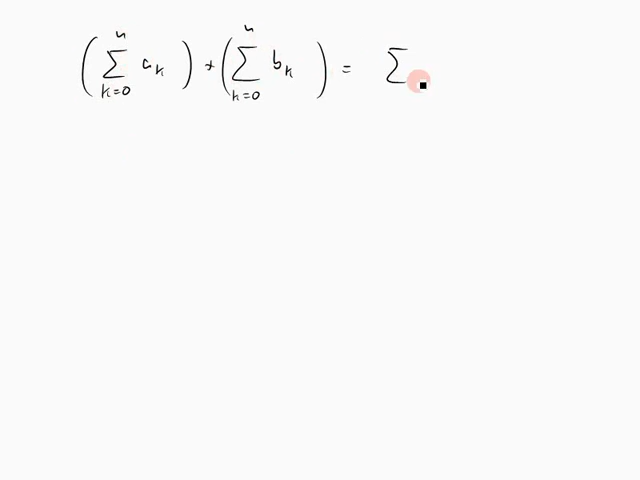 (∑_{k=0}^{n} a_k) * (∑_{k=0}^{n} b_k) = ∑